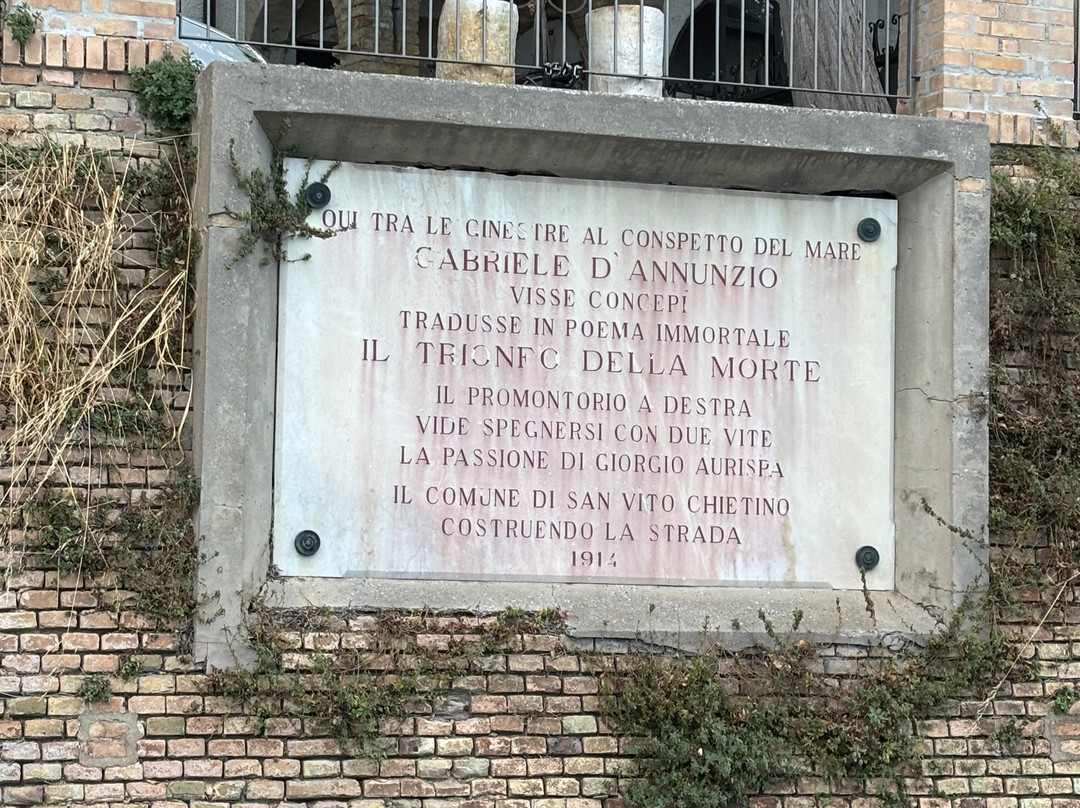 QUI TRA LE GINESTRE AL CONSPETTO DEL MARE
GABRIELE D'ANNUNZIO
VISSE CONCEPÌ
TRADUSSE IN POEMA IMMORTALE
IL TRIONFO DELLA MORTE
IL PROMONTORIO A DESTRA
VIDE SPEGNERSI CON DUE VITE
LA PASSIONE DI GIORGIO AURISPA
IL COMUNE DI SAN VITO CHIETINO
COSTRUENDO LA STRADA
1914